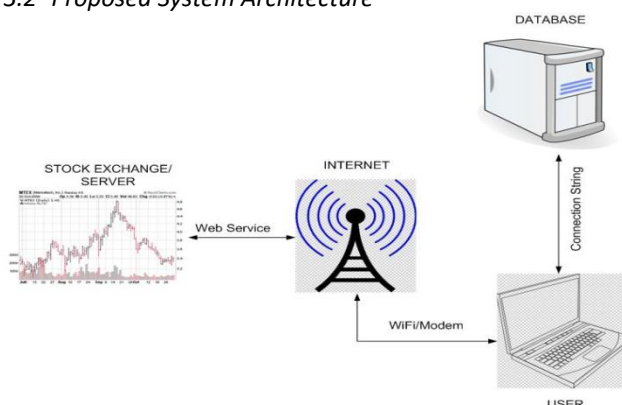 3.2 Proposed System Architecture
DATABASE
STOCK EXCHANGE/
SERVER
INTERNET
Web Service
Connection String
WiFi/Modem
USER